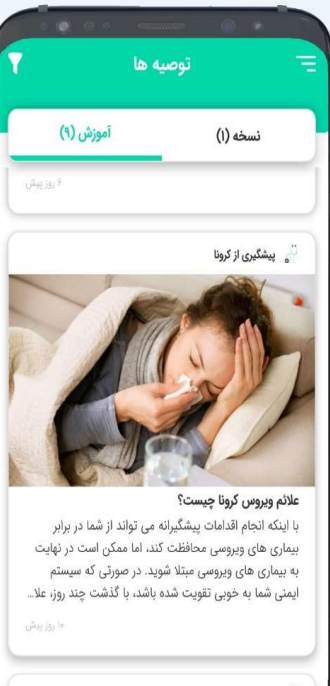 توصیه ها
نسخه (۱)
آموزش (۹)
۶ روز پیش
پیشگیری از کرونا
علائم ویروس کرونا چیست؟
با اینکه انجام اقدامات پیشگیرانه می تواند از شما در برابر
بیماری های ویروسی محافظت کند، اما ممکن است در نهایت
به بیماری های ویروسی مبتلا شوید. در صورتی که سیستم
ایمنی شما به خوبی تقویت شده باشد، با گذشت چند روز، علا...
۱۰ روز پیش